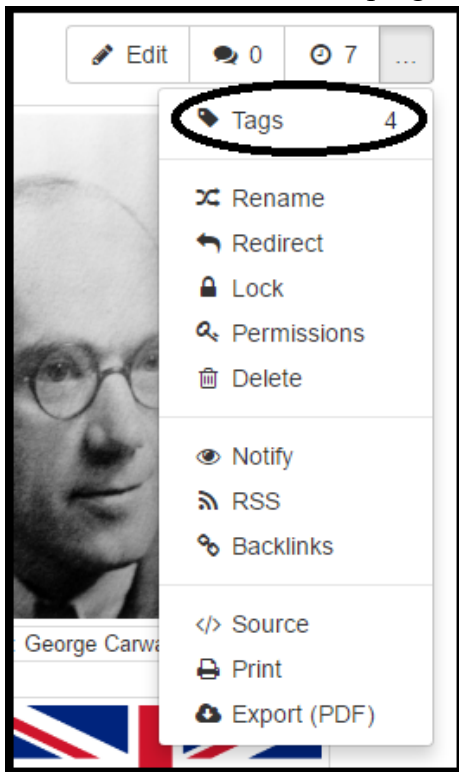 Edit 0 7 ...
Tags 4
Rename
Redirect
Lock
Permissions
Delete
Notify
RSS
Backlinks
Source
Print
: George Carwa
Export (PDF)